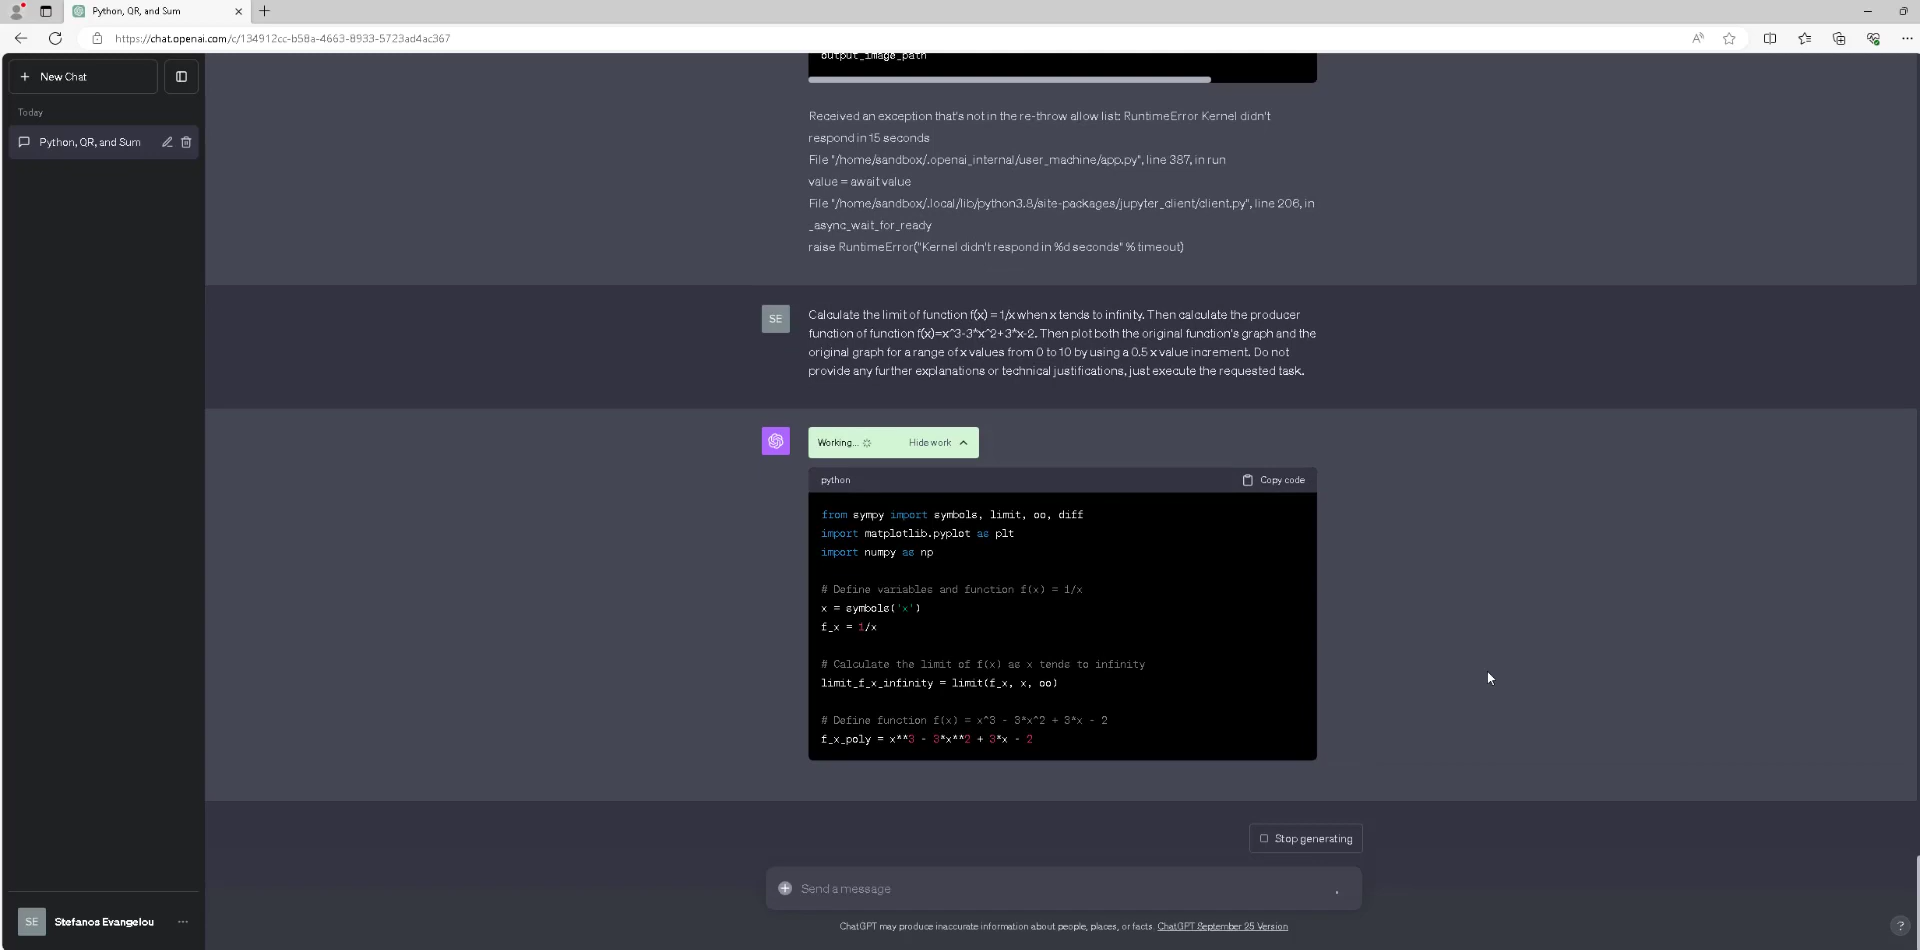 Python, QR, and Sum
https://chat.openai.com/c/134912cc-b58a-4663-8933-5723ad4ac367
New Chat
Today
Python, QR, and Sum
output_image_path
Received an exception that's not in the re-throw allow list: RuntimeError Kernel didn't
respond in 15 seconds
File "/home/sandbox/.openai_internal/user_machine/app.py", line 387, in run
value = await value
File "/home/sandbox/.local/lib/python3.8/site-packages/jupyter_client/client.py", line 206, in
_async_wait_for_ready
raise RuntimeError("Kernel didn't respond in %d seconds" % timeout)
SE
Calculate the limit of function f(x) = 1/x when x tends to infinity. Then calculate the producer
function of function f(x)=x^3-3*x^2+3*x-2. Then plot both the original function's graph and the
original graph for a range of x values from 0 to 10 by using a 0.5 x value increment. Do not
provide any further explanations or technical justifications, just execute the requested task.
Working... Hide work
python Copy code
from sympy import symbols, limit, oo, diff
import matplotlib.pyplot as plt
import numpy as np
# Define variables and function f(x) = 1/x
x = symbols('x')
f_x = 1/x
# Calculate the limit of f(x) as x tends to infinity
limit_f_x_infinity = limit(f_x, x, oo)
# Define function f(x) = x^3 - 3*x^2 + 3*x - 2
f_x_poly = x**3 - 3*x**2 + 3*x - 2
Stop generating
Send a message
SE Stefanos Evangelou
ChatGPT may produce inaccurate information about people, places, or facts. ChatGPT September 25 Version
?